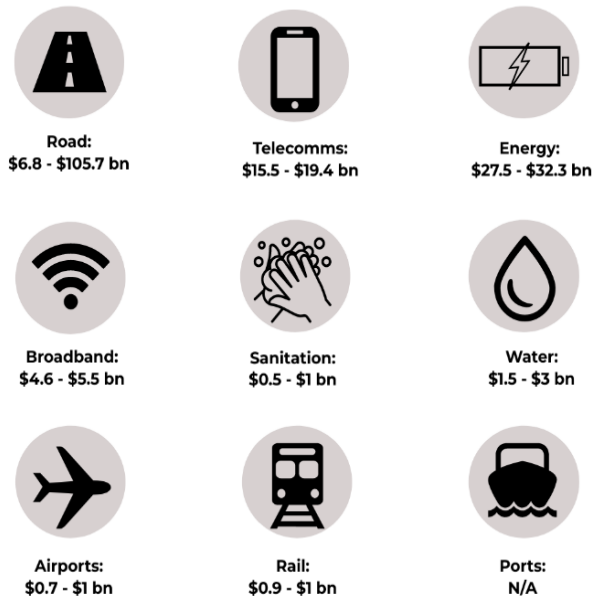 Road:
$6.8 - $105.7 bn
Telecomms:
$15.5 - $19.4 bn
Energy:
$27.5 - $32.3 bn
Broadband:
$4.6 - $5.5 bn
Sanitation:
$0.5 - $1 bn
Water:
$1.5 - $3 bn
Airports:
$0.7 - $1 bn
Rail:
$0.9 - $1 bn
Ports:
N/A